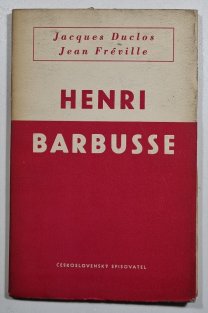 Jacques Duclos
Jean Fréville
HENRI
BARBUSSE
ČESKOSLOVENSKÝ SPISOVATEL